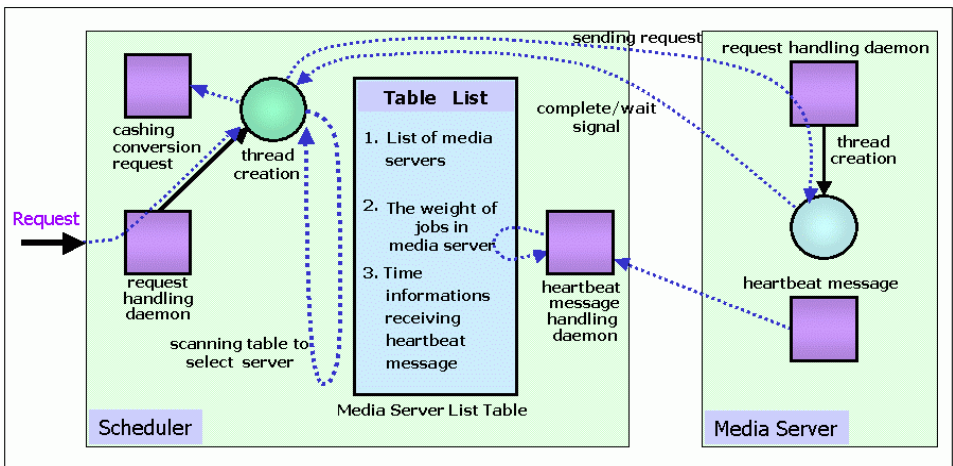 sending request
request handling daemon
cashing
conversion
request
thread
creation
Table List
1. List of media
servers
2. The weight of
jobs in
media server
3. Time
informations
receiving
heartbeat
message
complete/wait
signal
thread
creation
Request
request
handling
daemon
heartbeat
message
handling
daemon
heartbeat message
scanning table to
select server
Media Server List Table
Scheduler
Media Server